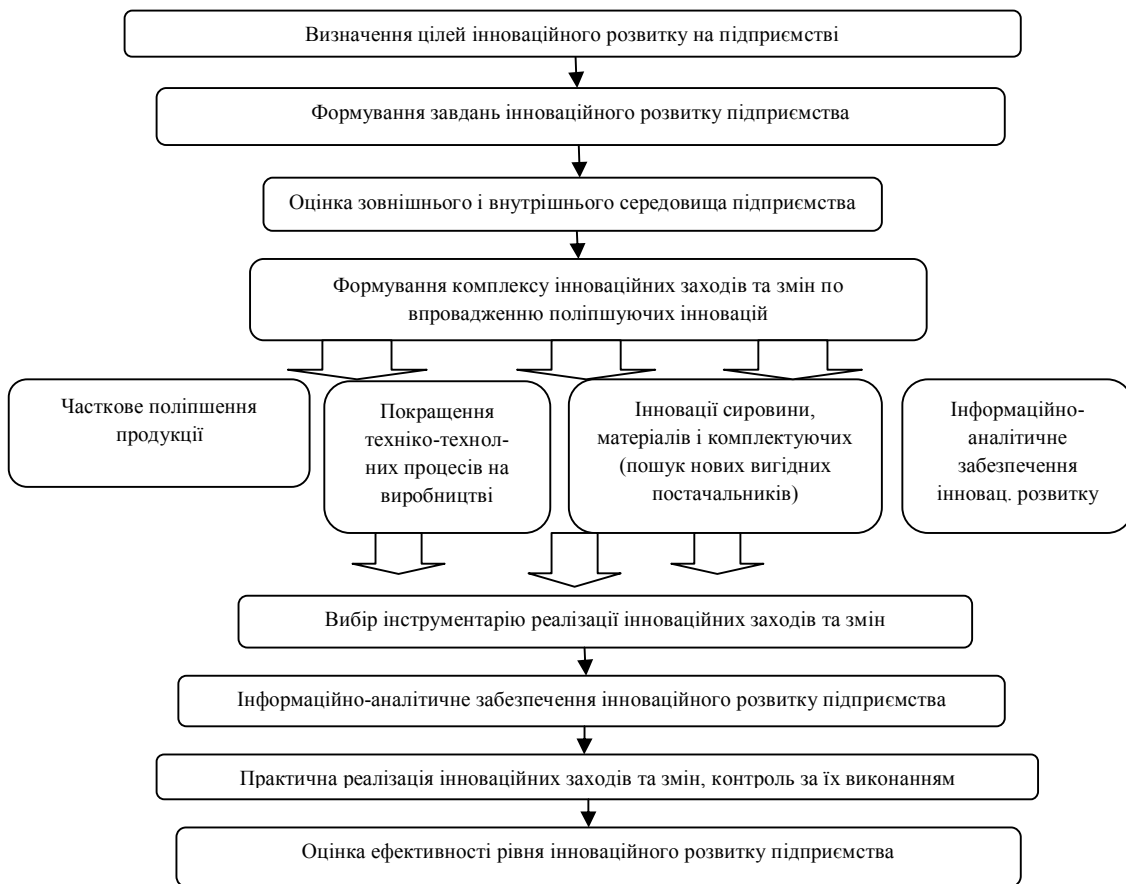 Визначення цілей інноваційного розвитку на підприємстві
Формування завдань інноваційного розвитку підприємства
Оцінка зовнішнього і внутрішнього середовища підприємства
Формування комплексу інноваційних заходів та змін по
впровадженню поліпшуючих інновацій
Часткове поліпшення
продукції
Покращення
техніко-технол-
них процесів на
виробництві
Інновації сировини,
матеріалів і комплектуючих
(пошук нових вигідних
постачальників)
Інформаційно-
аналітичне
забезпечення
інновац. розвитку
Вибір інструментарію реалізації інноваційних заходів та змін
Інформаційно-аналітичне забезпечення інноваційного розвитку підприємства
Практична реалізація інноваційних заходів та змін, контроль за їх виконанням
Оцінка ефективності рівня інноваційного розвитку підприємства